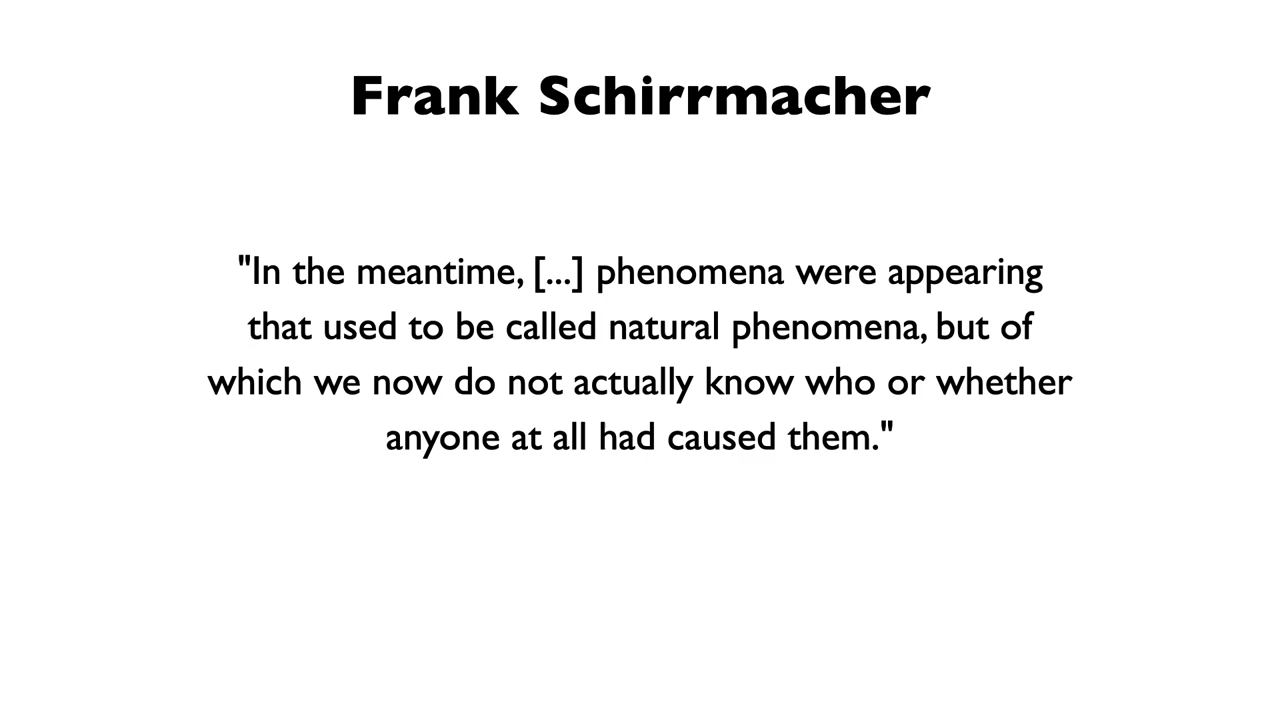 Frank Schirrmacher
"In the meantime, [...] phenomena were appearing
that used to be called natural phenomena, but of
which we now do not actually know who or whether
anyone at all had caused them."